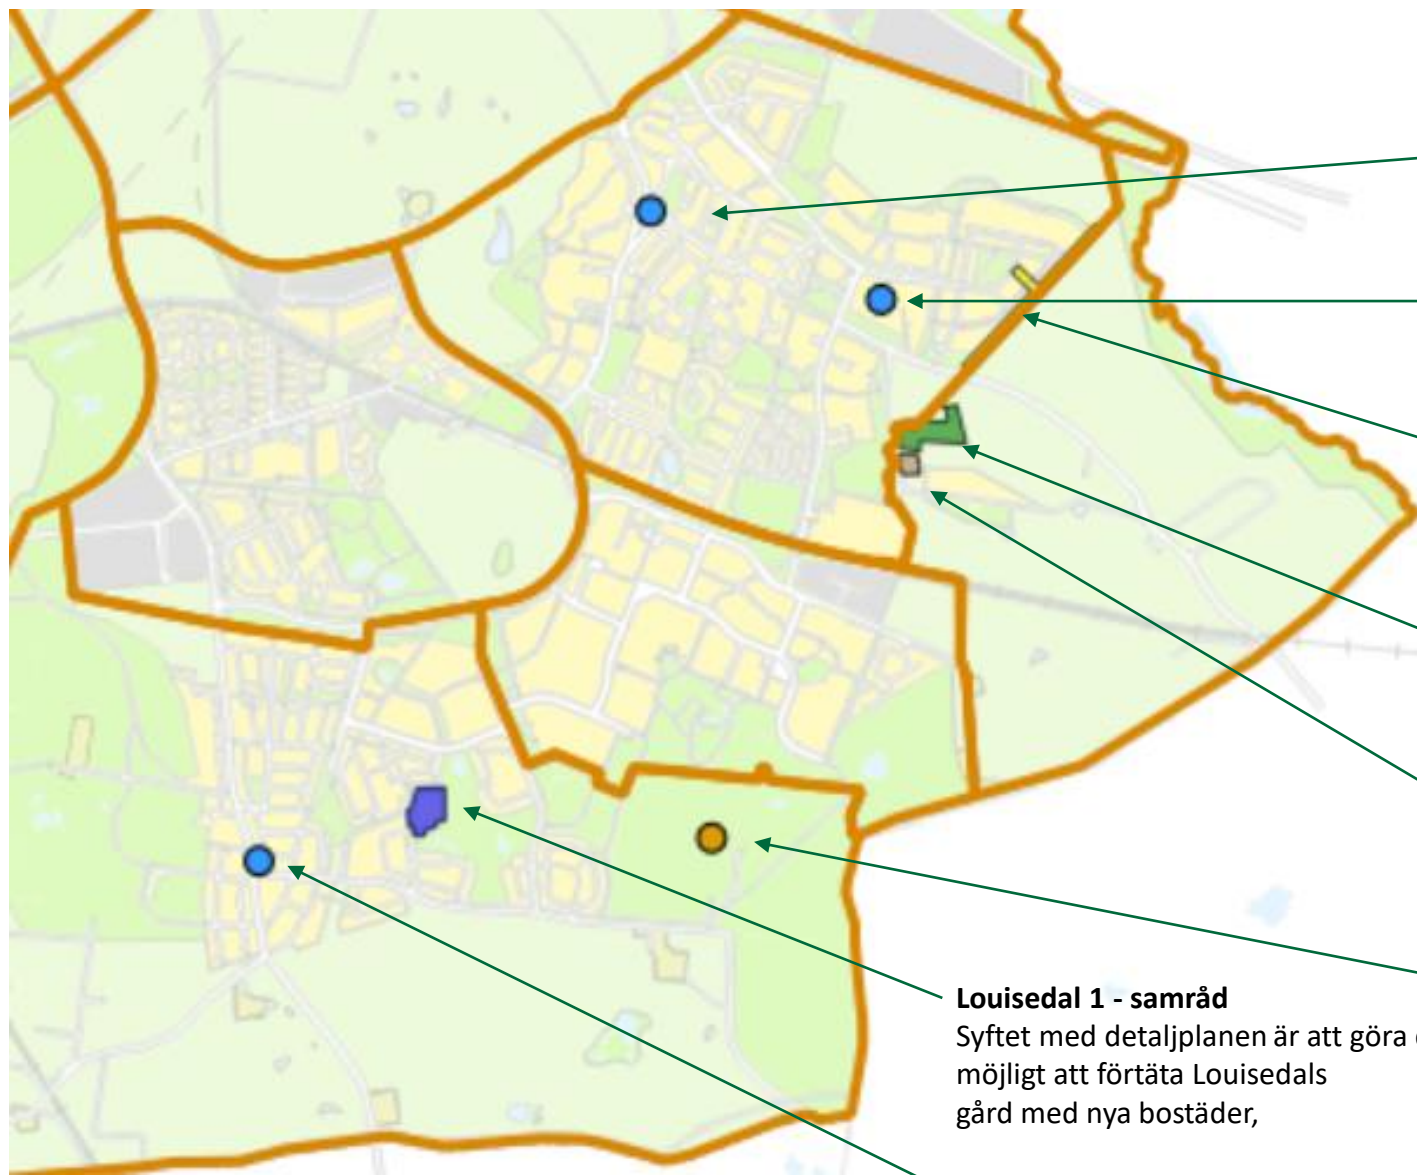 Louisedal 1 - samråd
Syftet med detaljplanen är att göra
möjligt att förtäta Louisedals
gård med nya bostäder,